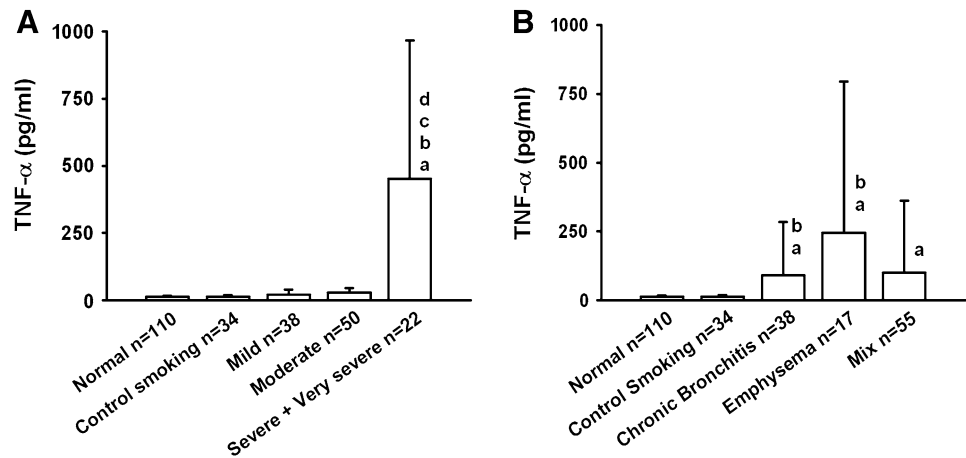 A
TNF-α (pg/ml)
1000
750
500
250
0
d
c
b
a
Normal n=110
Control smoking n=34
Mild n=38
Moderate n=50
Severe + Very severe n=22
B
TNF-α (pg/ml)
1000
750
500
250
0
b
a
b
a
a
Normal n=110
Control Smoking n=34
Chronic Bronchitis n=38
Emphysema n=17
Mix n=55